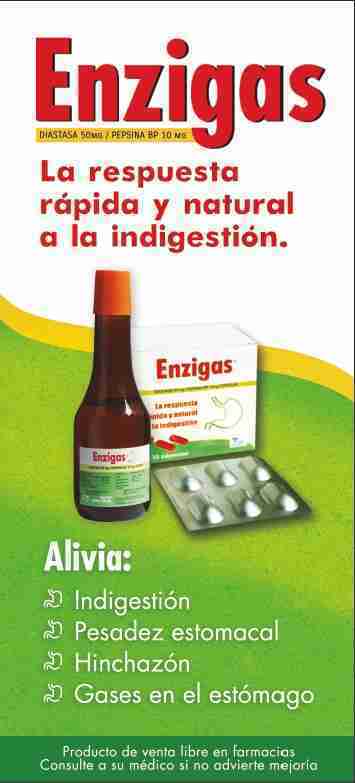 Enzigas
DIASTASA 50MG / PEPSINA BP 10 MG
La respuesta
rápida y natural
a la indigestión.
Enzigas
La respuesta
rápida y natural
a la indigestión
Enzigas
Alivia:
Indigestión
Pesadez estomacal
Hinchazón
Gases en el estómago
Producto de venta libre en farmacias
Consulte a su médico si no advierte mejoría